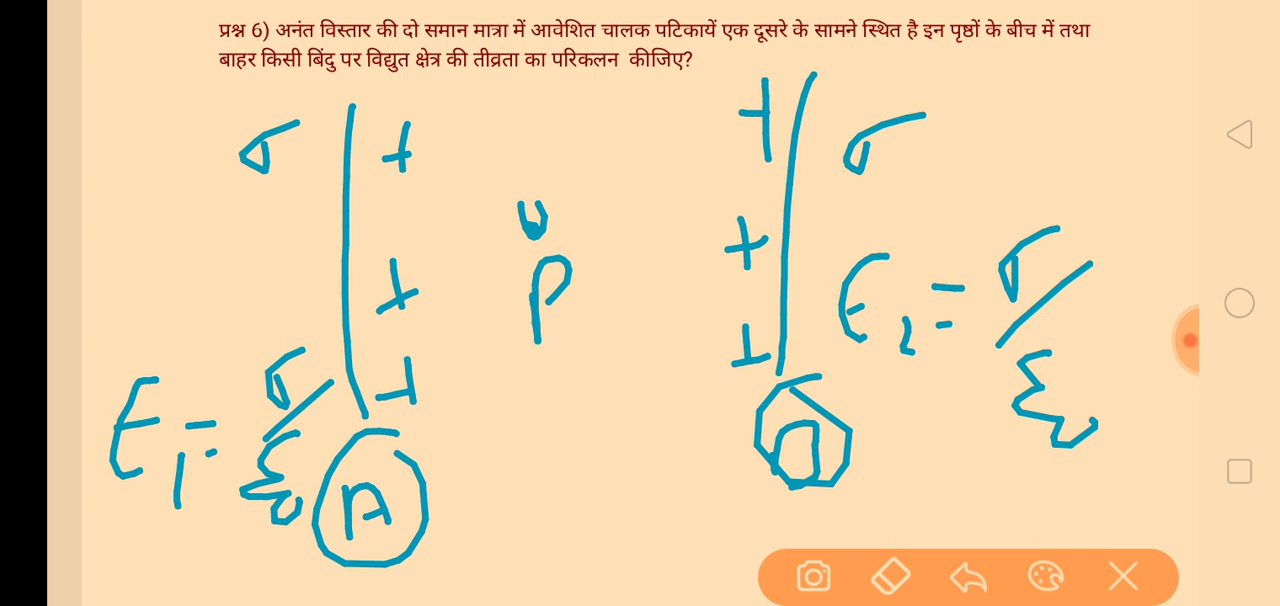 प्रश्न 6) अनंत विस्तार की दो समान मात्रा में आवेशित चालक पटिकायें एक दूसरे के सामने स्थित है इन पृष्ठों के बीच में तथा
बाहर किसी बिंदु पर विद्युत क्षेत्र की तीव्रता का परिकलन कीजिए?
σ + + σ
P + +
E₁ = σ/ε₀ + + E₂ = σ/ε₀
A